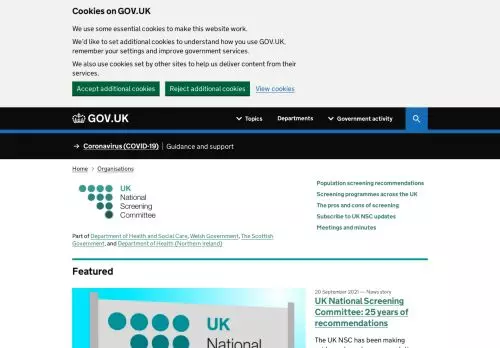 Cookies on GOV.UK
We use some essential cookies to make this website work.
We'd like to set additional cookies to understand how you use GOV.UK,
remember your settings and improve government services.
We also use cookies set by other sites to help us deliver content from their
services.
Accept additional cookies
Reject additional cookies
View cookies
GOV.UK
Topics
Departments
Government activity
→ Coronavirus (COVID-19) | Guidance and support
Home > Organisations
UK
National
Screening
Committee
Population screening recommendations
Screening programmes across the UK
The pros and cons of screening
Subscribe to UK NSC updates
Meetings and minutes
Part of Department of Health and Social Care, Welsh Government, The Scottish
Government, and Department of Health (Northern Ireland)
Featured
UK
National
20 September 2021 — News story
UK National Screening
Committee: 25 years of
recommendations
The UK NSC has been making